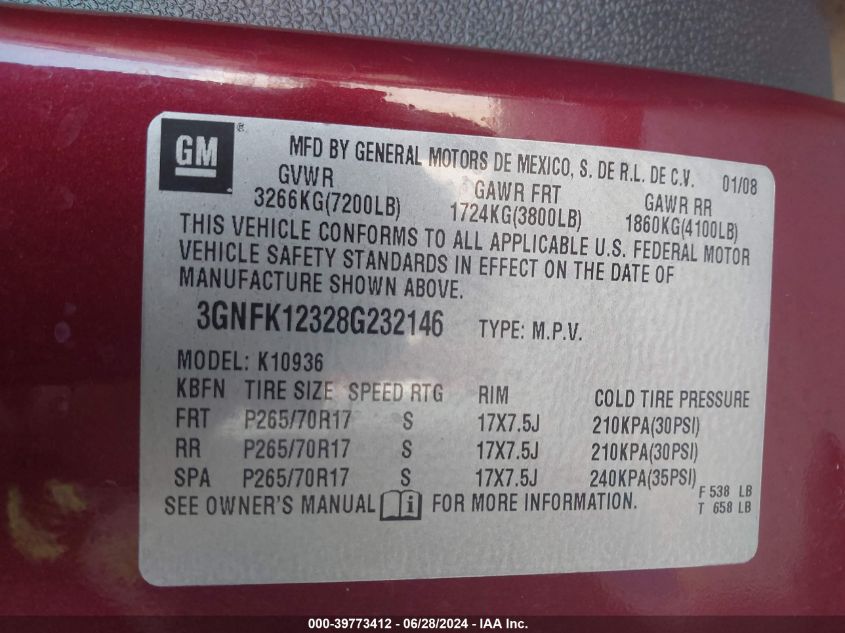 GM ®
MFD BY GENERAL MOTORS DE MEXICO, S. DE R.L. DE C.V. 01/08
GVWR GAWR FRT GAWR RR
3266KG(7200LB) 1724KG(3800LB) 1860KG(4100LB)
THIS VEHICLE CONFORMS TO ALL APPLICABLE U.S. FEDERAL MOTOR
VEHICLE SAFETY STANDARDS IN EFFECT ON THE DATE OF
MANUFACTURE SHOWN ABOVE.
3GNFK12328G232146 TYPE: M.P.V.
MODEL: K10936
KBFN TIRE SIZE SPEED RTG RIM COLD TIRE PRESSURE
FRT P265/70R17 S 17X7.5J 210KPA(30PSI)
RR P265/70R17 S 17X7.5J 210KPA(30PSI)
SPA P265/70R17 S 17X7.5J 240KPA(35PSI)
F 538 LB
SEE OWNER'S MANUAL i FOR MORE INFORMATION.
T 658 LB
000-39773412 - 06/28/2024 - IAA Inc.